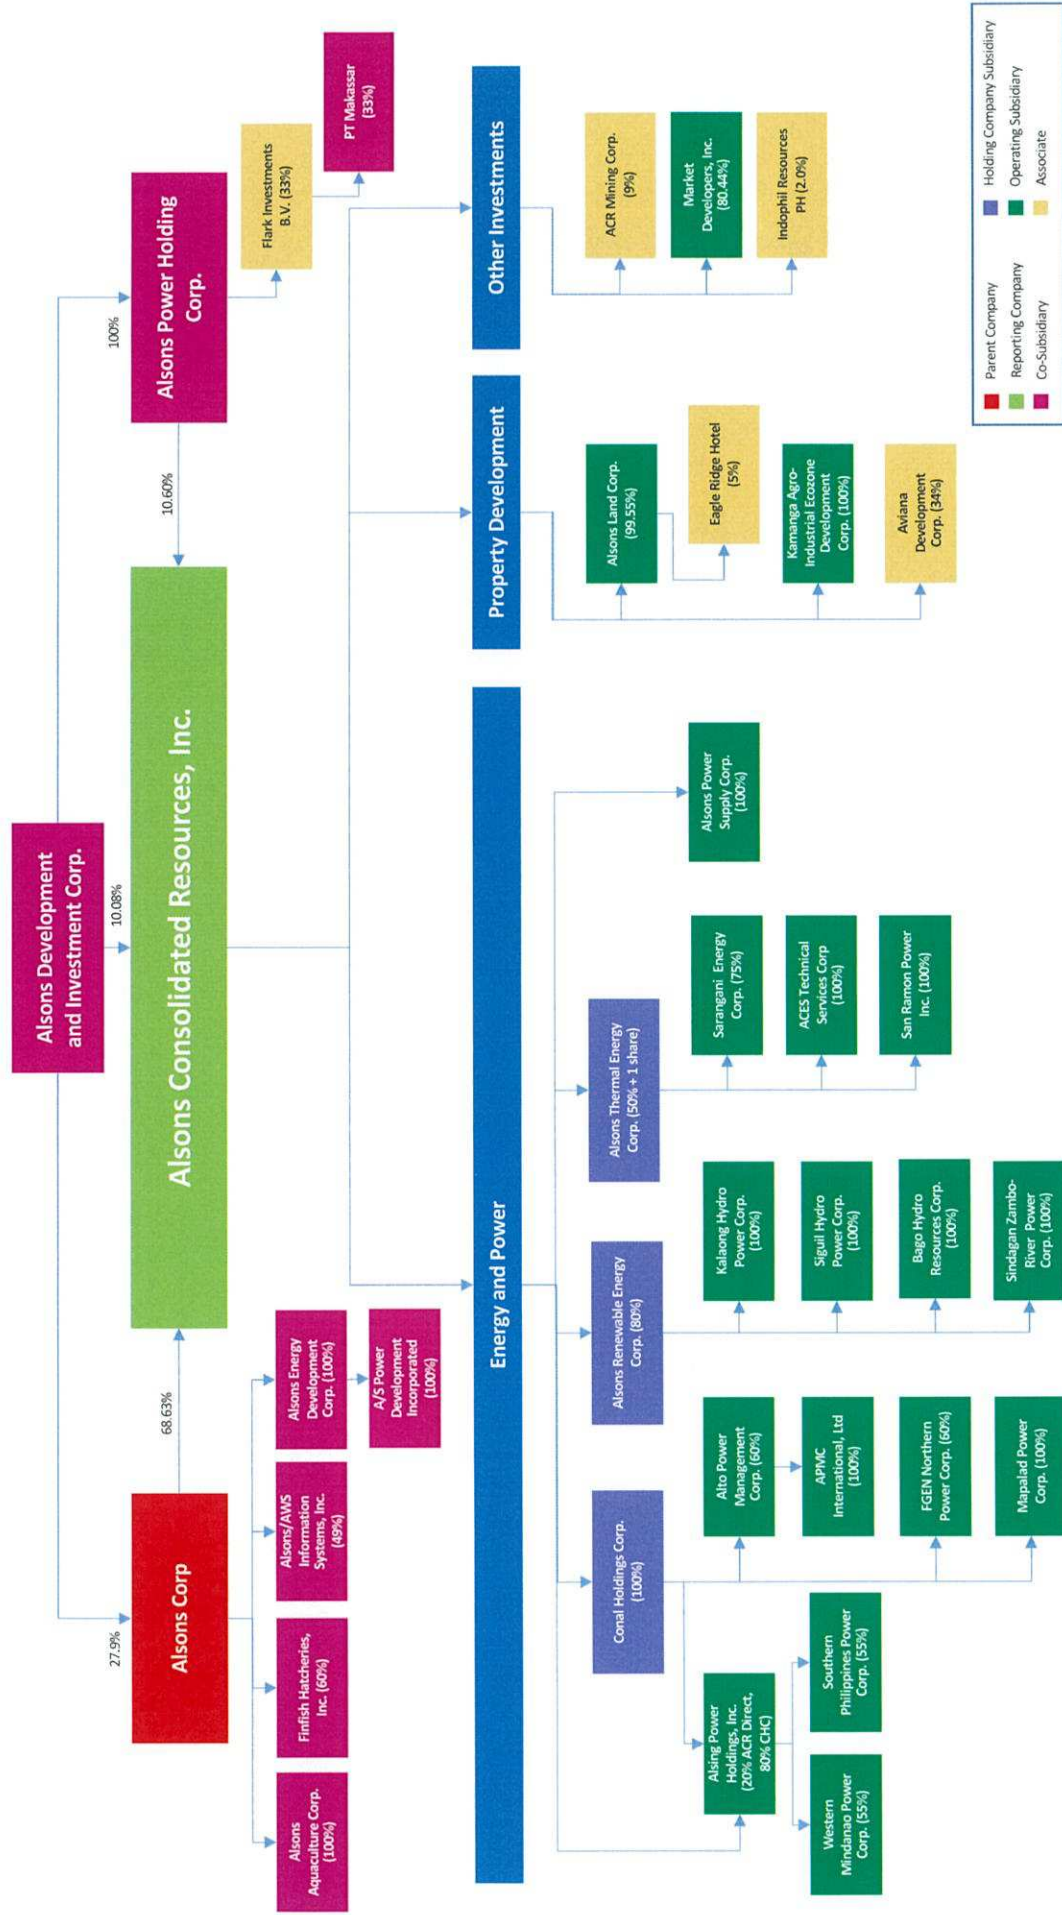 Alsons Development
and Investment Corp.
27.9%
10.08%
100%
Alsons Corp
68.63%
Alsons Consolidated Resources, Inc.
10.60%
Alsons Power Holding
Corp.
Alsons
Aquaculture Corp.
(100%)
Finfish Hatcheries,
Inc. (60%)
Alsons/AWS
Information
Systems, Inc.
(49%)
Alsons Energy
Development
Corp. (100%)
A/S Power
Development
Incorporated
(100%)
Flark Investments
B.V. (33%)
PT Makassar
(33%)
Energy and Power
Property Development
Other Investments
Conal Holdings Corp.
(100%)
Alsons Renewable Energy
Corp. (80%)
Alsons Thermal Energy
Corp. (50% + 1 share)
Alsing Power
Holdings, Inc.
(20% ACR Direct,
80% CHC)
Western
Mindanao Power
Corp. (55%)
Southern
Philippines Power
Corp. (55%)
Alto Power
Management
Corp. (60%)
APMC
International, Ltd
(100%)
FGEN Northern
Power Corp. (60%)
Mapalad Power
Corp. (100%)
Kalaong Hydro
Power Corp.
(100%)
Siguil Hydro
Power Corp.
(100%)
Bago Hydro
Resources Corp.
(100%)
Sindagan Zambo-
River Power
Corp. (100%)
Sarangani Energy
Corp. (75%)
ACES Technical
Services Corp
(100%)
San Ramon Power
Inc. (100%)
Alsons Power
Supply Corp.
(100%)
Alsons Land Corp.
(99.55%)
Eagle Ridge Hotel
(5%)
Kamanga Agro-
Industrial Ecozone
Development
Corp. (100%)
Aviana
Development
Corp. (34%)
ACR Mining Corp.
(9%)
Market
Developers, Inc.
(80.44%)
Indophil Resources
PH (2.0%)
Parent Company
Reporting Company
Co-Subsidiary
Holding Company Subsidiary
Operating Subsidiary
Associate